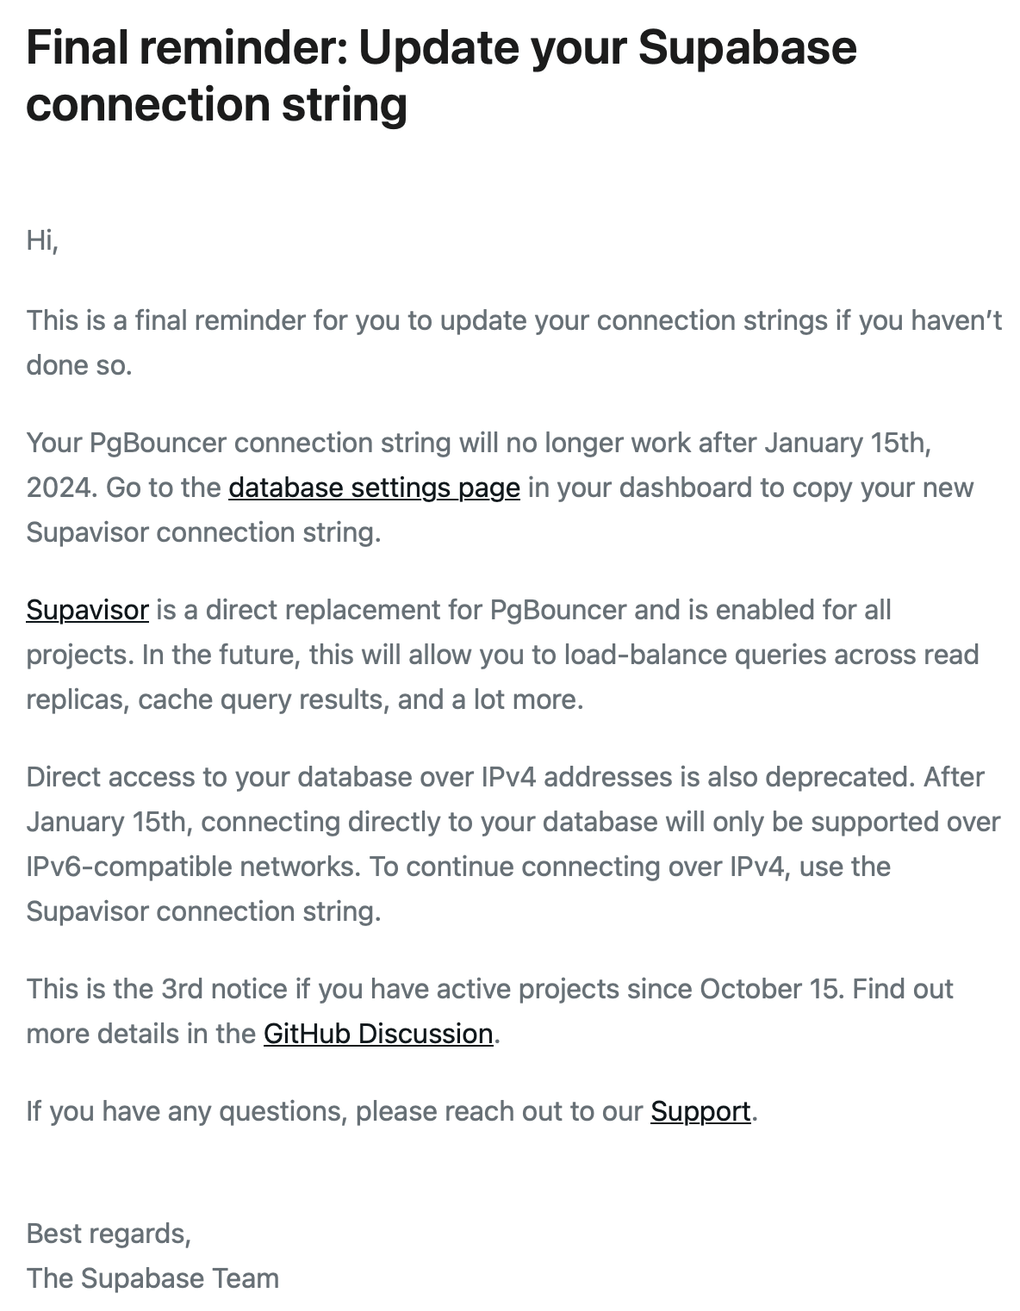 Final reminder: Update your Supabase
connection string
Hi,
This is a final reminder for you to update your connection strings if you haven’t
done so.
Your PgBouncer connection string will no longer work after January 15th,
2024. Go to the database settings page in your dashboard to copy your new
Supavisor connection string.
Supavisor is a direct replacement for PgBouncer and is enabled for all
projects. In the future, this will allow you to load-balance queries across read
replicas, cache query results, and a lot more.
Direct access to your database over IPv4 addresses is also deprecated. After
January 15th, connecting directly to your database will only be supported over
IPv6-compatible networks. To continue connecting over IPv4, use the
Supavisor connection string.
This is the 3rd notice if you have active projects since October 15. Find out
more details in the GitHub Discussion.
If you have any questions, please reach out to our Support.
Best regards,
The Supabase Team